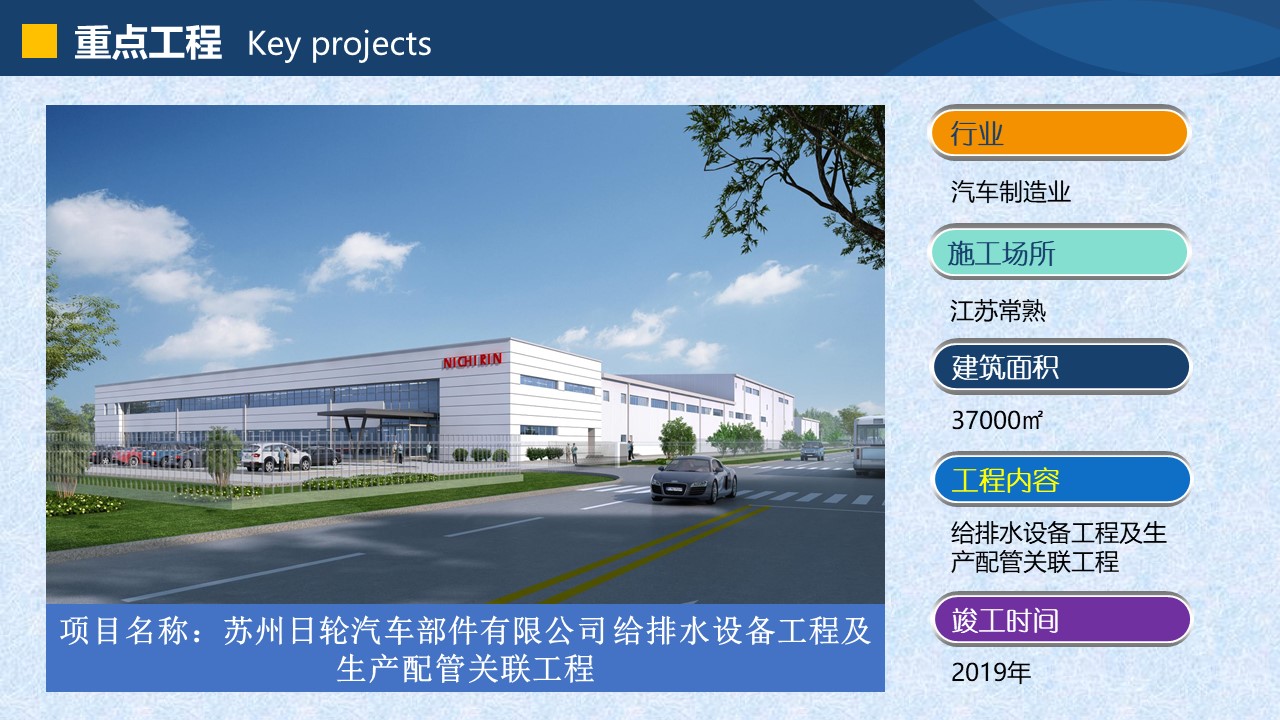 重点工程 Key projects
NICHIRIN
项目名称：苏州日轮汽车部件有限公司给排水设备工程及
生产配管关联工程
行业
汽车制造业
施工场所
江苏常熟
建筑面积
37000㎡
工程内容
给排水设备工程及生
产配管关联工程
竣工时间
2019年